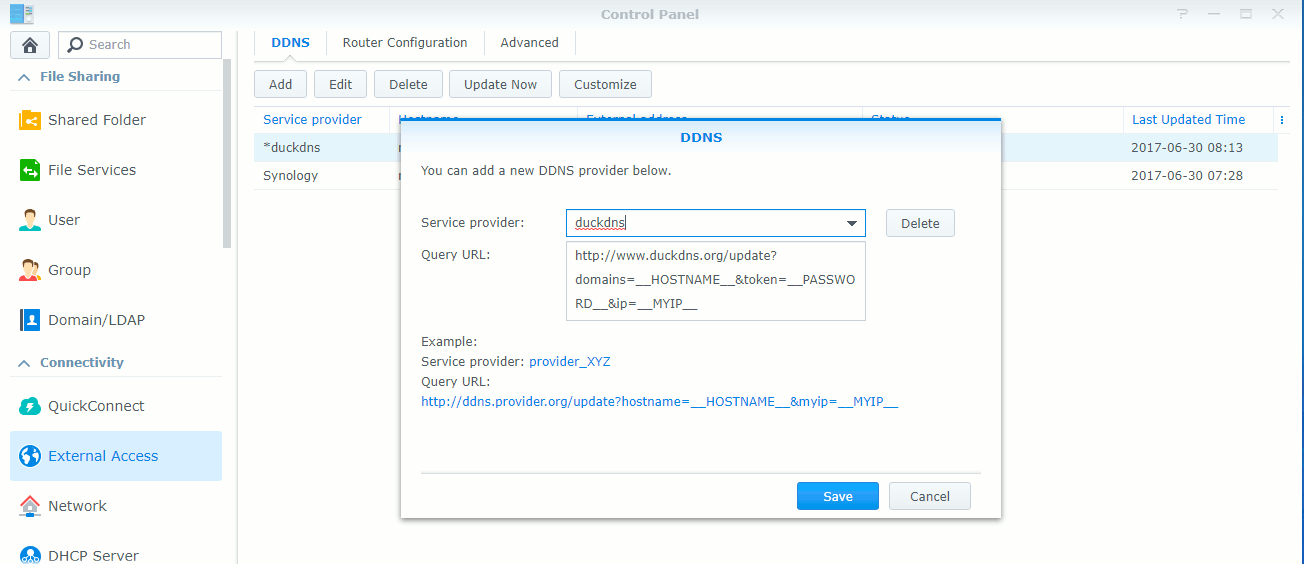 Control Panel
Search
DDNS Router Configuration Advanced
File Sharing
Add Edit Delete Update Now Customize
Shared Folder
File Services
User
Group
Domain/LDAP
Connectivity
QuickConnect
External Access
Network
DHCP Server
Service provider Hostname External address Status Last Updated Time
*duckdns 2017-06-30 08:13
Synology 2017-06-30 07:28
DDNS
You can add a new DDNS provider below.
Service provider: duckdns Delete
Query URL: http://www.duckdns.org/update?
domains=__HOSTNAME__&token=__PASSWO
RD__&ip=__MYIP__
Example:
Service provider: provider_XYZ
Query URL:
http://ddns.provider.org/update?hostname=__HOSTNAME__&myip=__MYIP__
Save Cancel